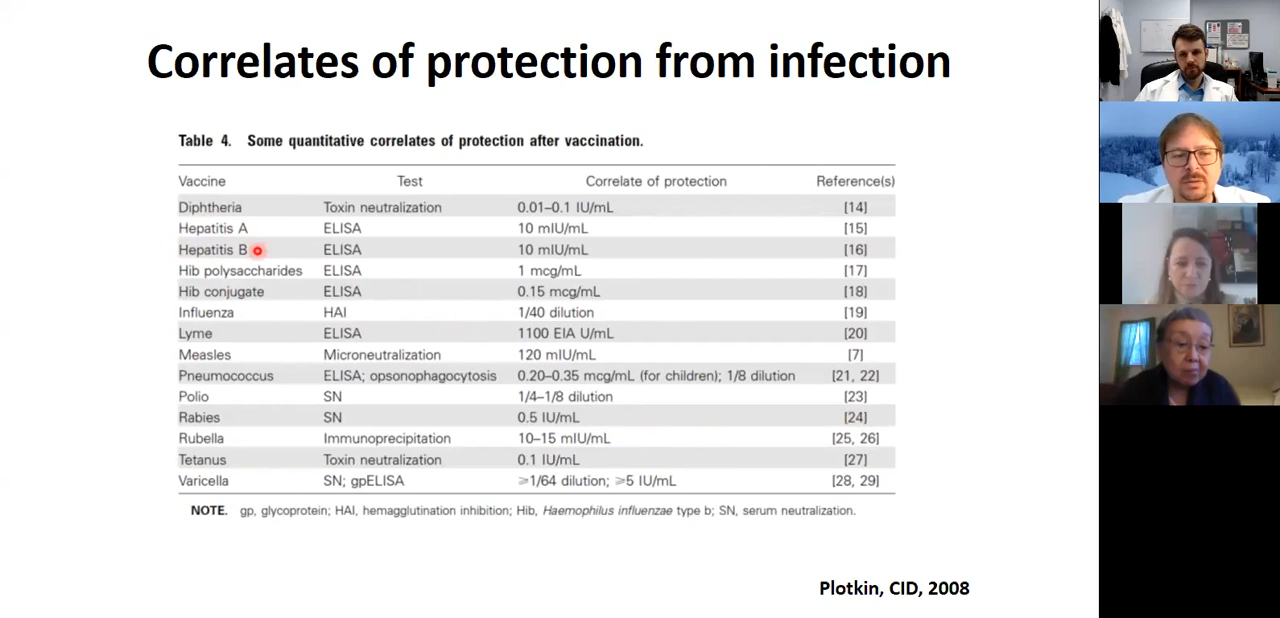 Correlates of protection from infection
Table 4. Some quantitative correlates of protection after vaccination.
Vaccine Test Correlate of protection Reference(s)
Diphtheria Toxin neutralization 0.01–0.1 IU/mL [14]
Hepatitis A ELISA 10 mIU/mL [15]
Hepatitis B ELISA 10 mIU/mL [16]
Hib polysaccharides ELISA 1 mcg/mL [17]
Hib conjugate ELISA 0.15 mcg/mL [18]
Influenza HAI 1/40 dilution [19]
Lyme ELISA 1100 EIA U/mL [20]
Measles Microneutralization 120 mIU/mL [7]
Pneumococcus ELISA; opsonophagocytosis 0.20–0.35 mcg/mL (for children); 1/8 dilution [21, 22]
Polio SN 1/4–1/8 dilution [23]
Rabies SN 0.5 IU/mL [24]
Rubella Immunoprecipitation 10–15 mIU/mL [25, 26]
Tetanus Toxin neutralization 0.1 IU/mL [27]
Varicella SN; gpELISA ⩾1/64 dilution; ⩾5 IU/mL [28, 29]
NOTE. gp, glycoprotein; HAI, hemagglutination inhibition; Hib, Haemophilus influenzae type b; SN, serum neutralization.
Plotkin, CID, 2008